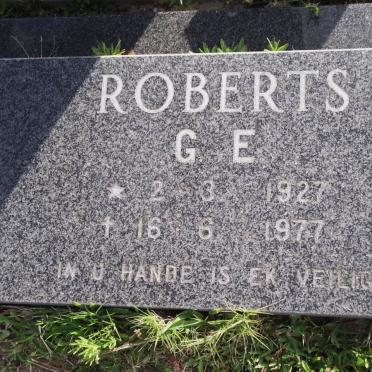 ROBERTS
G E
* 2 - 3 1927
† 16 - 6 1977
IN U HANDE IS EK VEILIG